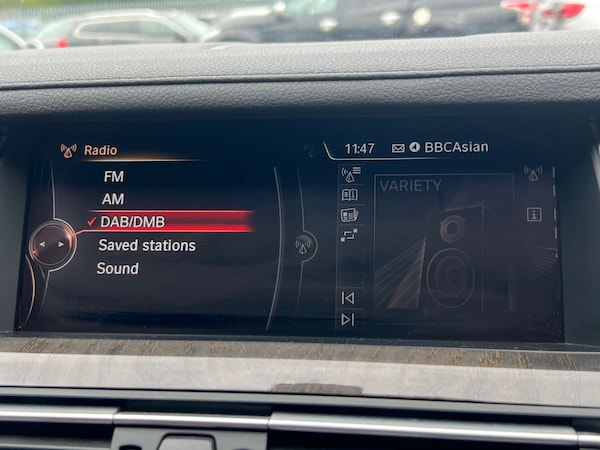 Radio
FM
AM
DAB/DMB
Saved stations
Sound
11:47 BBCAsian
VARIETY